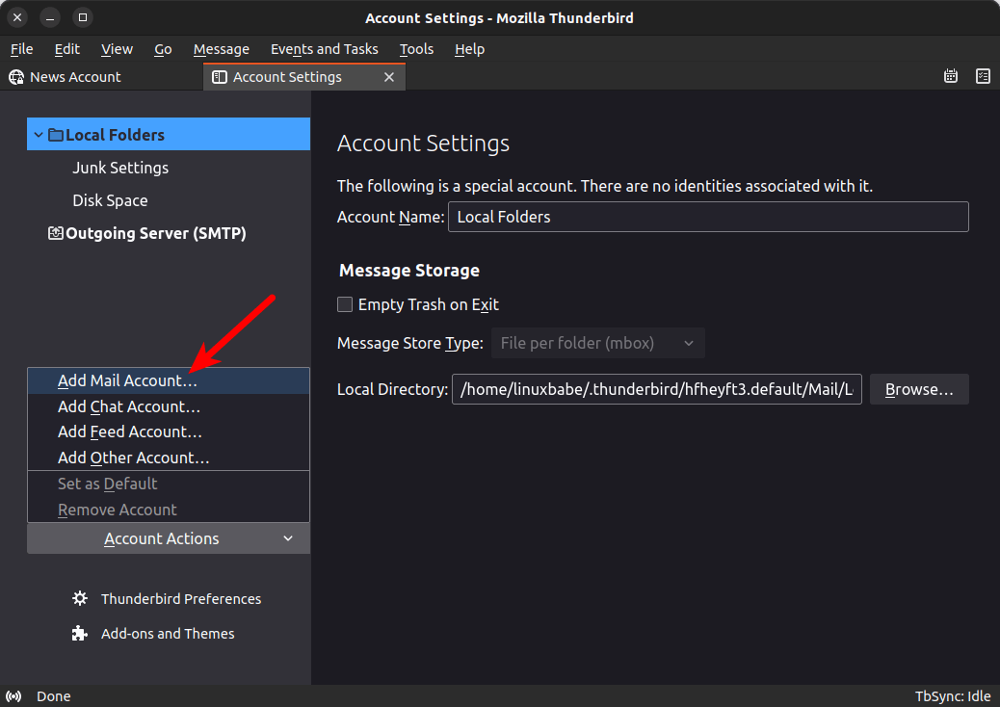 Account Settings - Mozilla Thunderbird
File Edit View Go Message Events and Tasks Tools Help
News Account
Account Settings
Local Folders
Junk Settings
Disk Space
Outgoing Server (SMTP)
Add Mail Account…
Add Chat Account…
Add Feed Account…
Add Other Account…
Set as Default
Remove Account
Account Actions
Thunderbird Preferences
Add-ons and Themes
Account Settings
The following is a special account. There are no identities associated with it.
Account Name: Local Folders
Message Storage
Empty Trash on Exit
Message Store Type: File per folder (mbox)
Local Directory: /home/linuxbabe/.thunderbird/hfheyft3.default/Mail/L Browse…
Done
TbSync: Idle